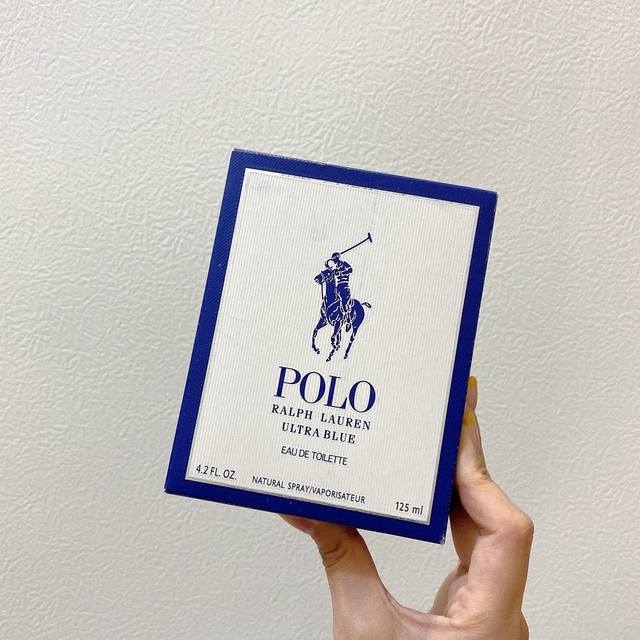 POLO
RALPH LAUREN
ULTRA BLUE
EAU DE TOILETTE
4.2 FL. OZ.
NATURAL SPRAY/VAPORISATEUR
125 ml